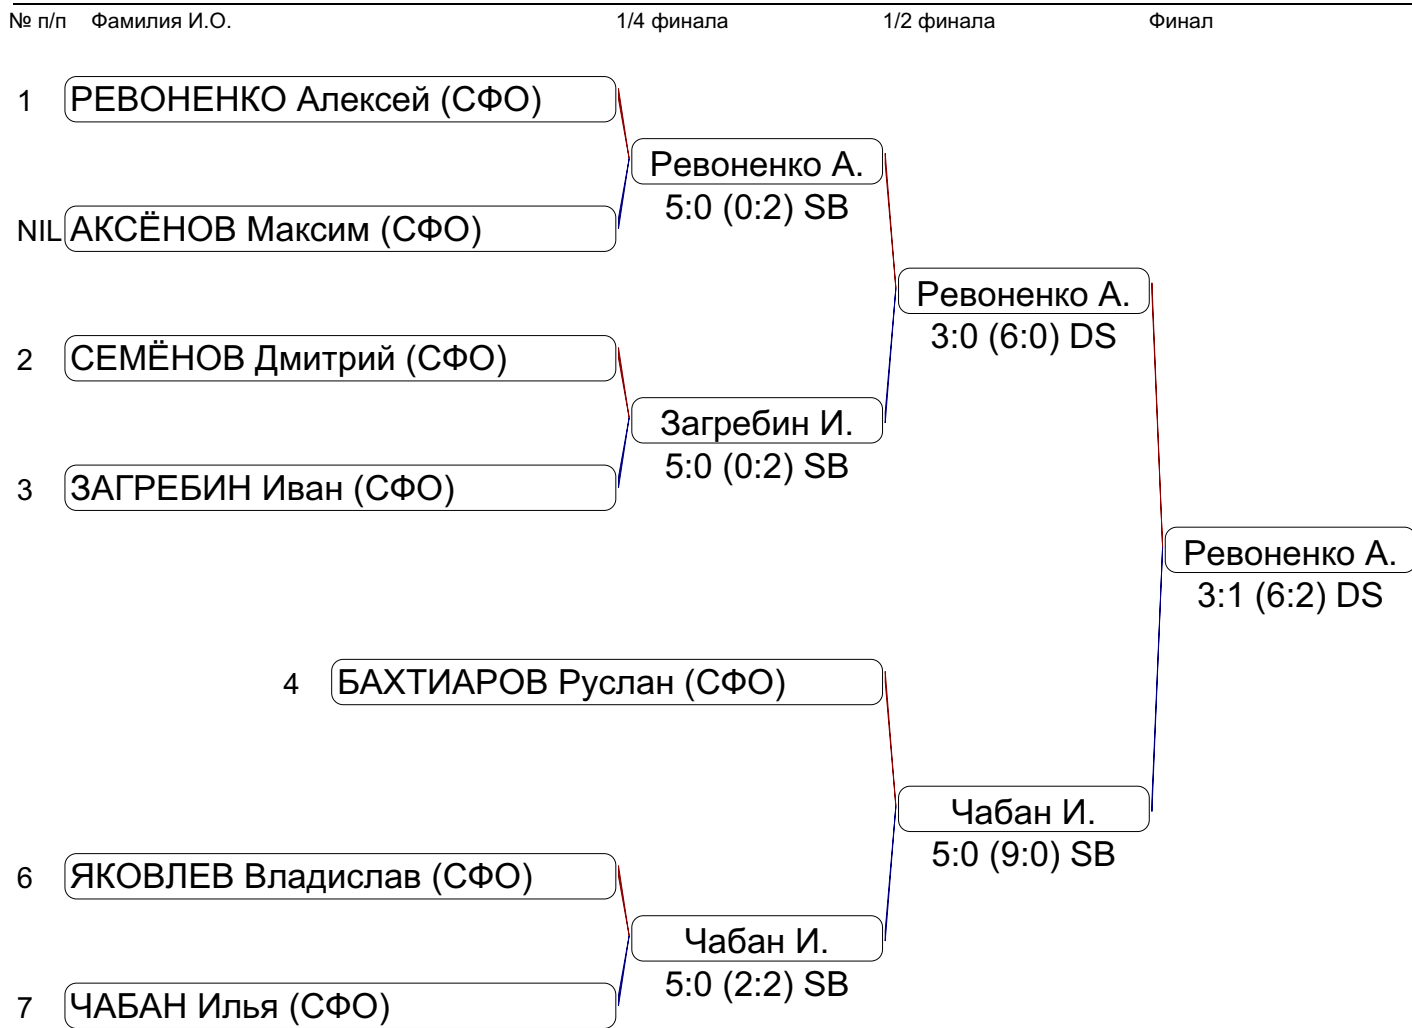 № п/п Фамилия И.О. 1/4 финала 1/2 финала Финал
1 РЕВОНЕНКО Алексей (СФО)
Ревоненко А.
5:0 (0:2) SB
NIL АКСЁНОВ Максим (СФО)
Ревоненко А.
3:0 (6:0) DS
2 СЕМЁНОВ Дмитрий (СФО)
Загребин И.
5:0 (0:2) SB
3 ЗАГРЕБИН Иван (СФО)
Ревоненко А.
3:1 (6:2) DS
4 БАХТИАРОВ Руслан (СФО)
Чабан И.
5:0 (9:0) SB
6 ЯКОВЛЕВ Владислав (СФО)
Чабан И.
5:0 (2:2) SB
7 ЧАБАН Илья (СФО)